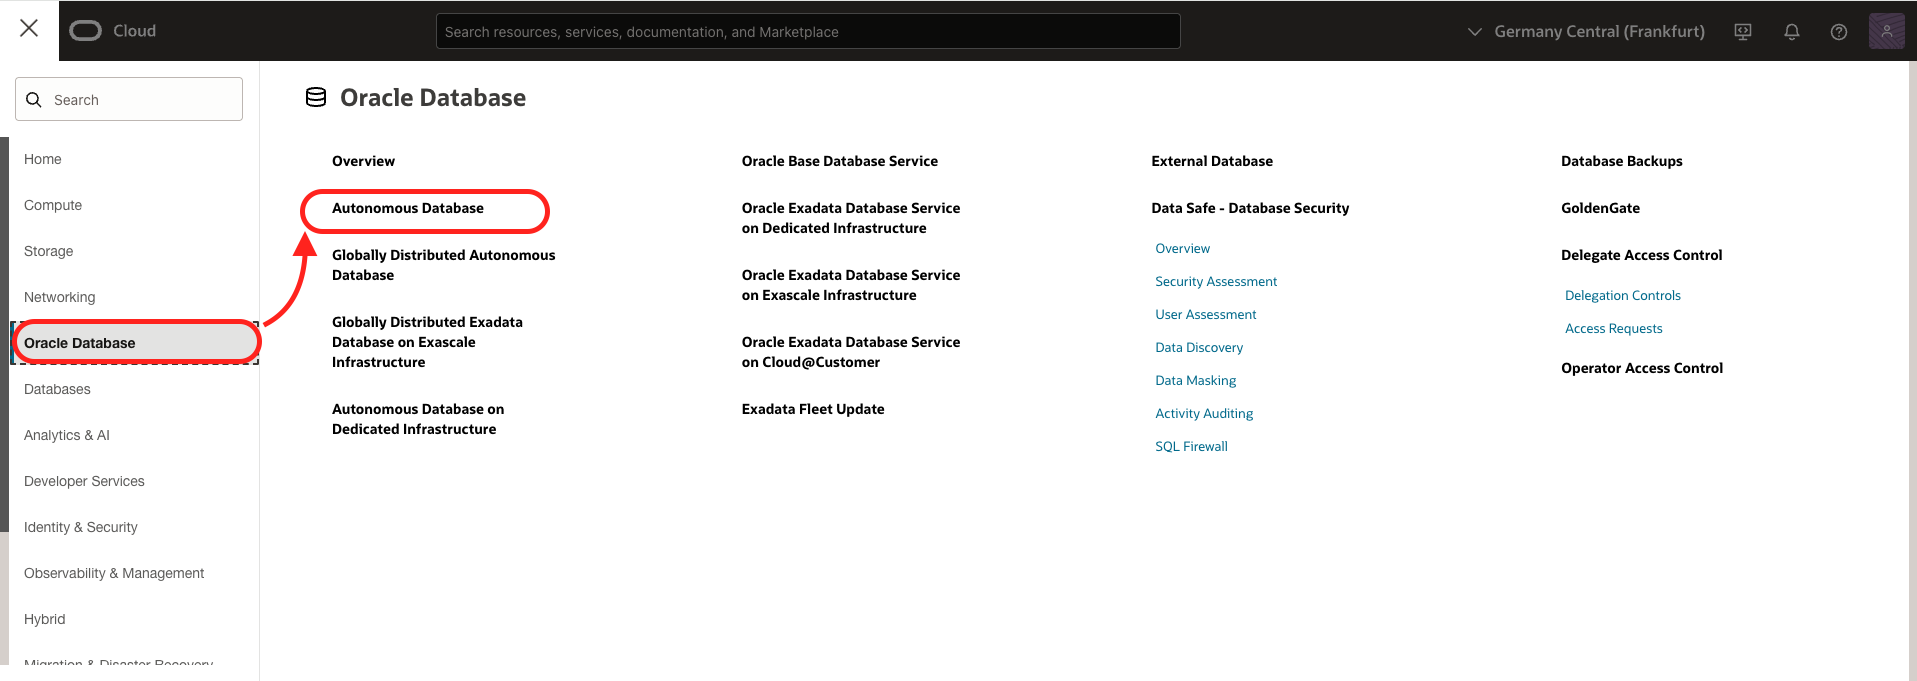 Cloud
Search resources, services, documentation, and Marketplace
Germany Central (Frankfurt)
Search
Home
Compute
Storage
Networking
Oracle Database
Databases
Analytics & AI
Developer Services
Identity & Security
Observability & Management
Hybrid
Migration & Disaster Recovery
Oracle Database
Overview
Autonomous Database
Globally Distributed Autonomous
Database
Globally Distributed Exadata
Database on Exascale
Infrastructure
Autonomous Database on
Dedicated Infrastructure
Oracle Base Database Service
Oracle Exadata Database Service
on Dedicated Infrastructure
Oracle Exadata Database Service
on Exascale Infrastructure
Oracle Exadata Database Service
on Cloud@Customer
Exadata Fleet Update
External Database
Data Safe - Database Security
Overview
Security Assessment
User Assessment
Data Discovery
Data Masking
Activity Auditing
SQL Firewall
Database Backups
GoldenGate
Delegate Access Control
Delegation Controls
Access Requests
Operator Access Control